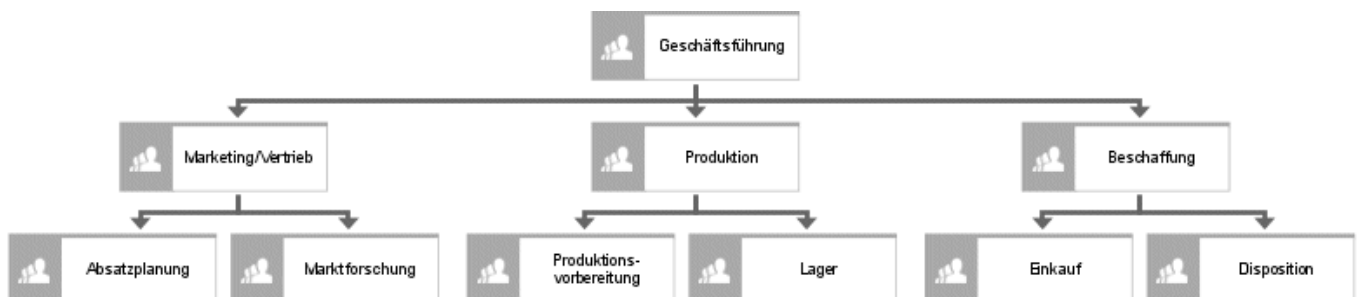 Geschäftsführung
Marketing/Vertrieb
Produktion
Beschaffung
Absatzplanung
Marktforschung
Produktions-
vorbereitung
Lager
Einkauf
Disposition